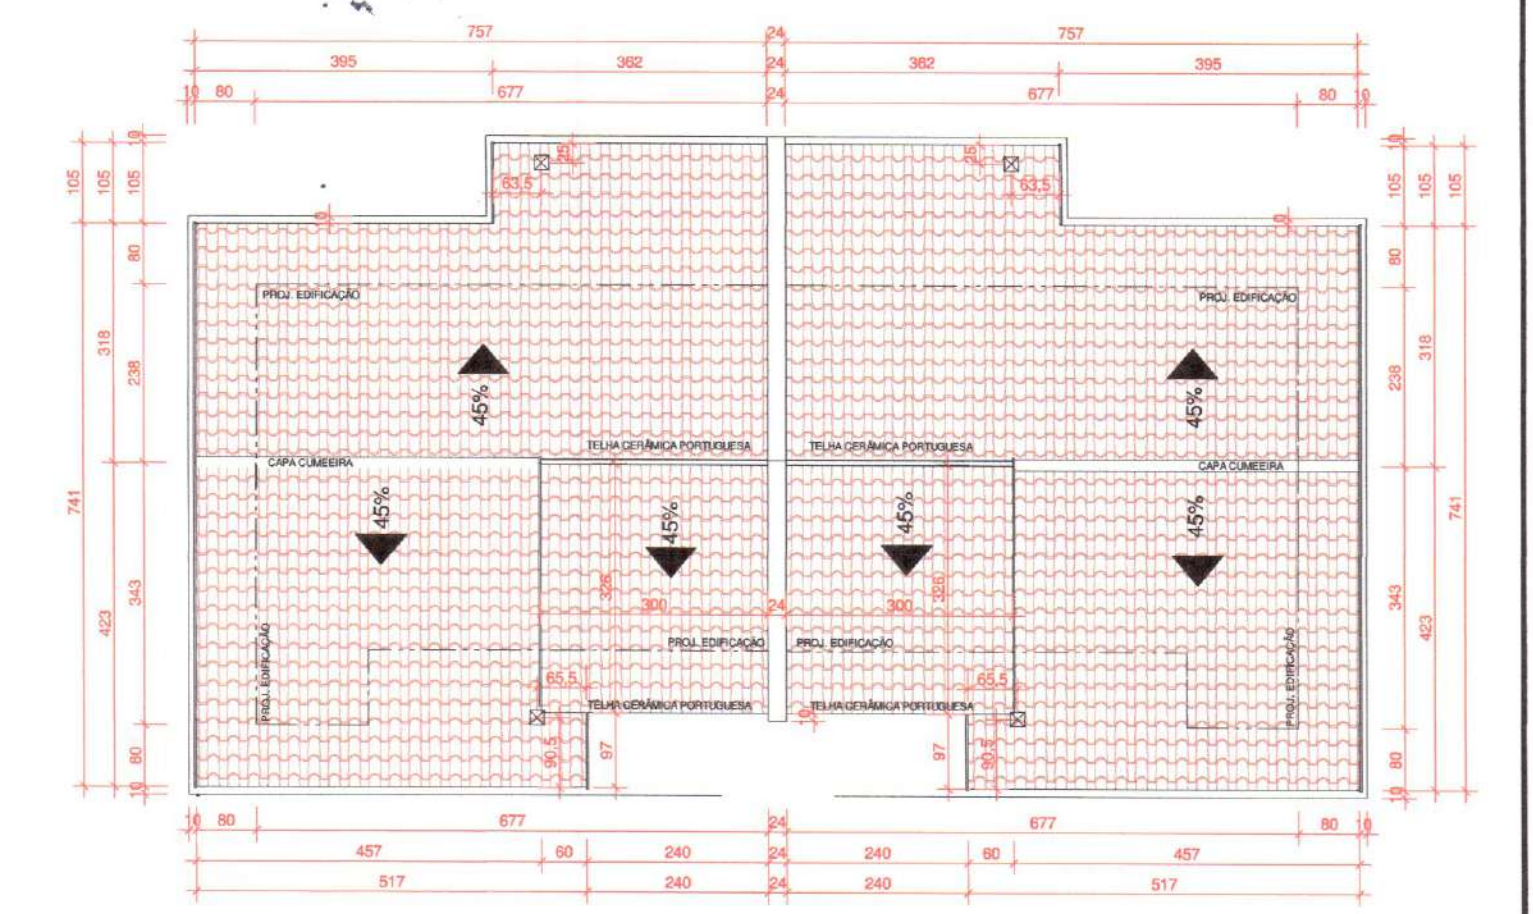 757 24 757
395 362 24 362 395
10 80 677 24 677 80 10
10 10
105 105 105 25 63,5 25 63,5 105 105 105
10 10
80 80
PROJ. EDIFICAÇÃO PROJ. EDIFICAÇÃO
318 238 238 318
45% 45%
TELHA CERÂMICA PORTUGUESA TELHA CERÂMICA PORTUGUESA
CAPA CUMEEIRA CAPA CUMEEIRA
741 45% 45% 45% 45% 741
343 326 326 343
300 24 300
423 423
PROJ. EDIFICAÇÃO PROJ. EDIFICAÇÃO
PROJ. EDIFICAÇÃO PROJ. EDIFICAÇÃO
65,5 65,5
TELHA CERÂMICA PORTUGUESA TELHA CERÂMICA PORTUGUESA
10
80 90,5 97 97 90,5 80
10 10
10 80 677 24 677 80 10
457 60 240 24 240 60 457
517 240 24 240 517